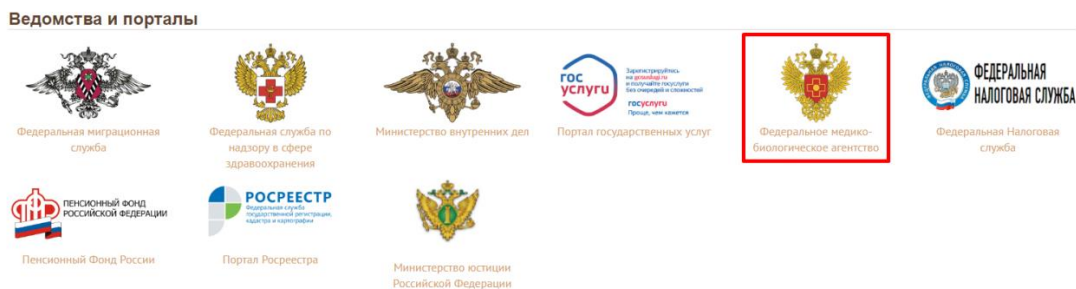 Ведомства и порталы
гос
услуги
Зарегистрируйтесь
на gosuslugi.ru
и получайте госуслуги
без очередей и сложностей
госуслуги
Проще, чем кажется
ФЕДЕРАЛЬНАЯ
НАЛОГОВАЯ СЛУЖБА
Федеральная миграционная
служба
Федеральная служба по
надзору в сфере
здравоохранения
Министерство внутренних дел
Портал государственных услуг
Федеральное медико-
биологическое агентство
Федеральная Налоговая
служба
ПЕНСИОННЫЙ ФОНД
РОССИЙСКОЙ ФЕДЕРАЦИИ
РОСРЕЕСТР
Федеральная служба
государственной регистрации,
кадастра и картографии
Пенсионный Фонд России
Портал Росреестра
Министерство юстиции
Российской Федерации